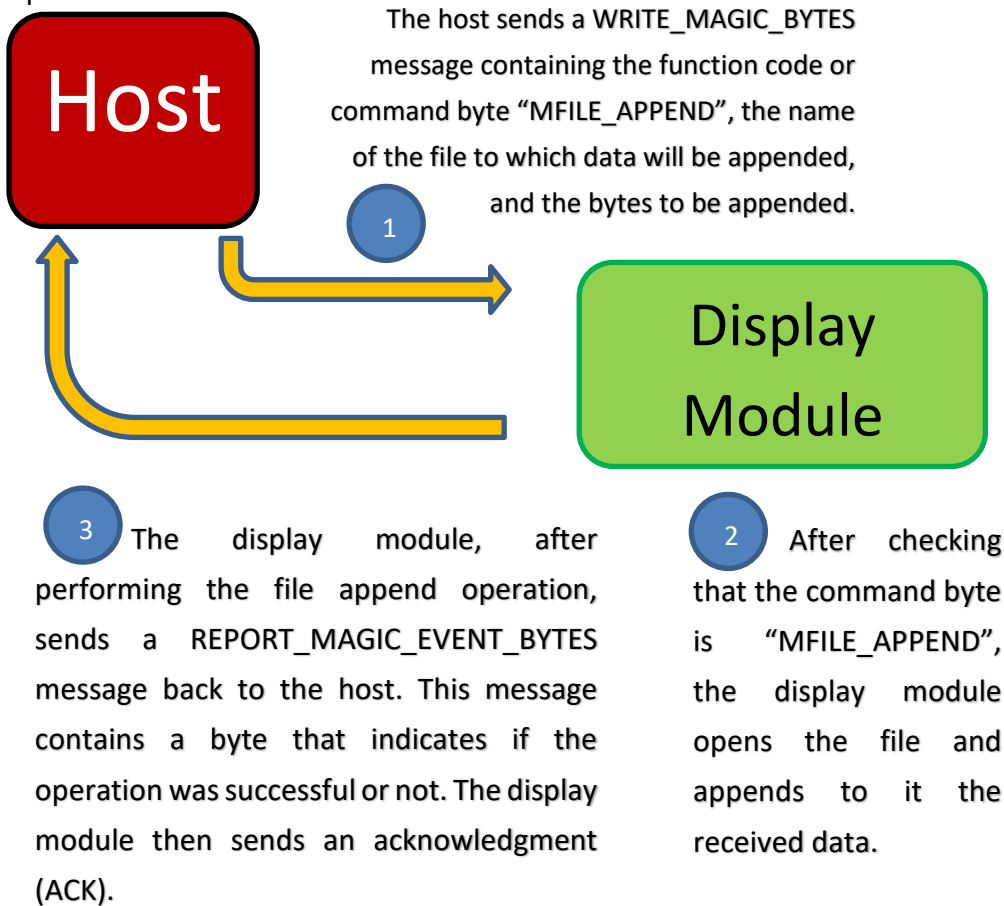 Host
The host sends a WRITE_MAGIC_BYTES
message containing the function code or
command byte “MFILE_APPEND”, the name
of the file to which data will be appended,
and the bytes to be appended.
1
Display
Module
3 The display module, after
performing the file append operation,
sends a REPORT_MAGIC_EVENT_BYTES
message back to the host. This message
contains a byte that indicates if the
operation was successful or not. The display
module then sends an acknowledgment
(ACK).
2 After checking
that the command byte
is “MFILE_APPEND”,
the display module
opens the file and
appends to it the
received data.